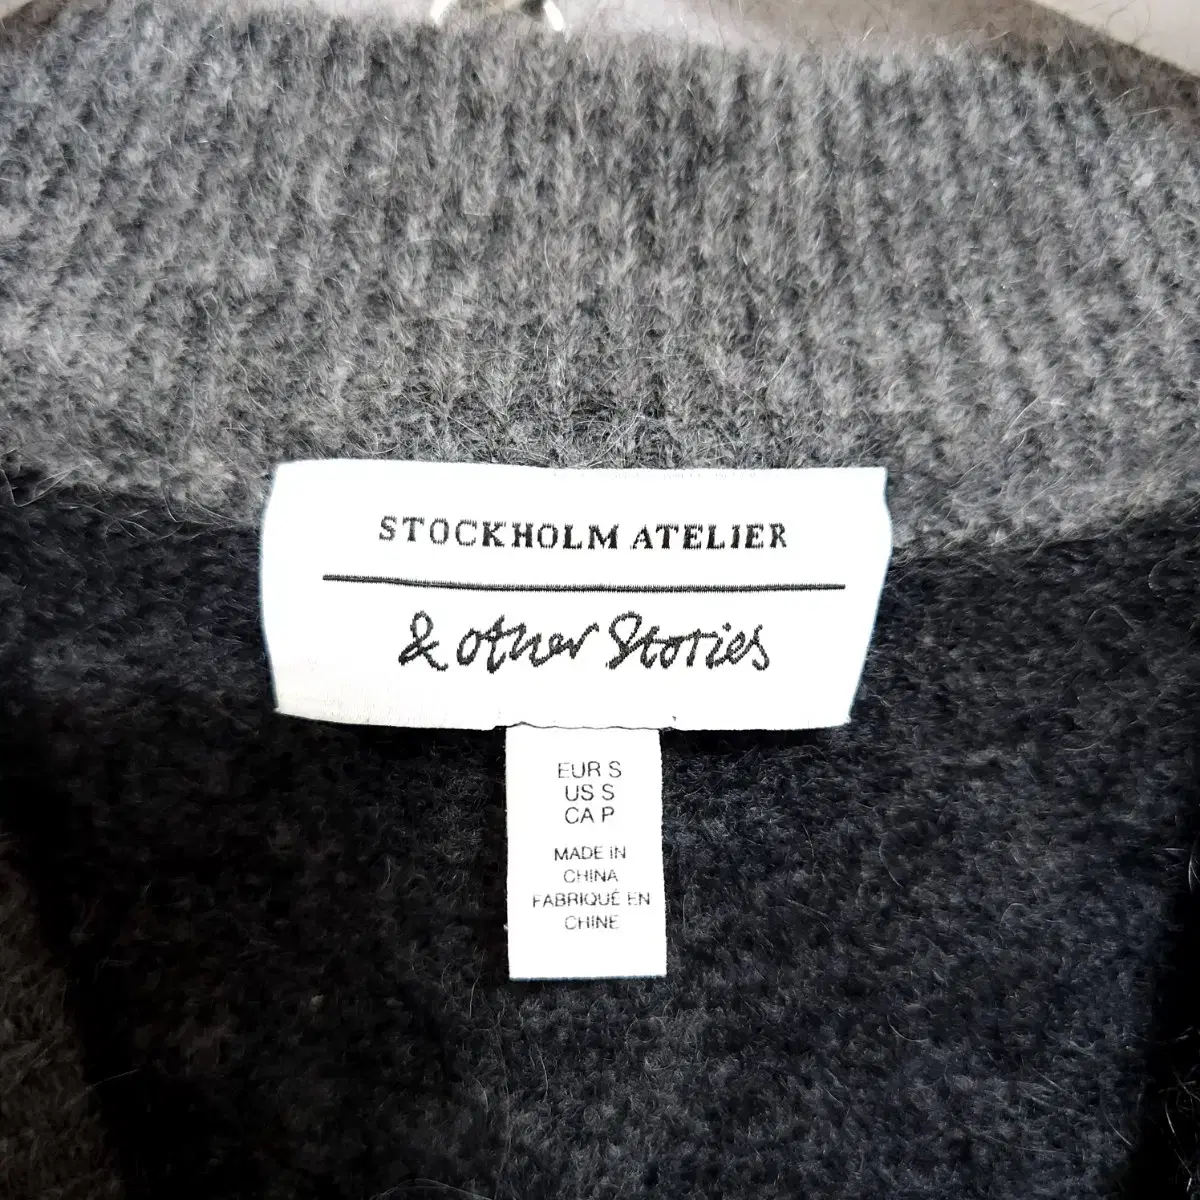 STOCKHOLM ATELIER
& other Stories
EUR S
US S
CA P
MADE IN
CHINA
FABRIQUÉ EN
CHINE